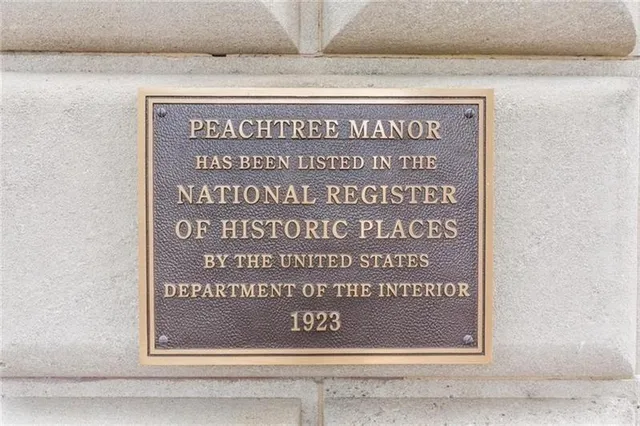 PEACHTREE MANOR
HAS BEEN LISTED IN THE
NATIONAL REGISTER
OF HISTORIC PLACES
BY THE UNITED STATES
DEPARTMENT OF THE INTERIOR
1923